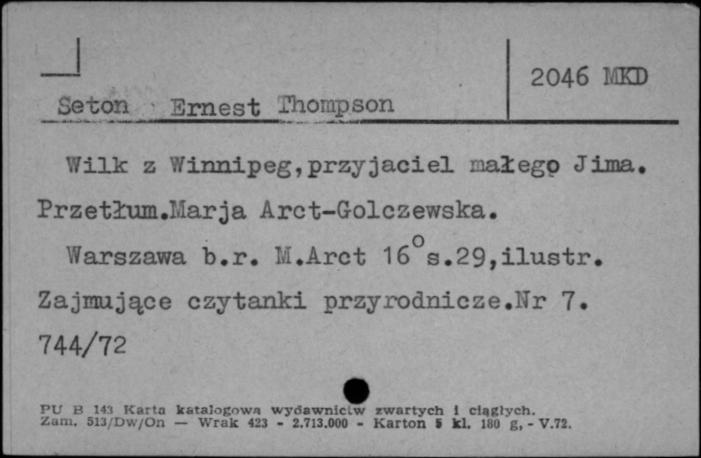 2046 MKD
Seton Ernest Thompson
Wilk z Winnipeg,przyjaciel małego Jima.
Przetłum.Marja Arct-Golczewska.
Warszawa b.r. M.Arct 16°s.29,ilustr.
Zajmujące czytanki przyrodnicze.Nr 7.
744/72
PU B 143 Karta katalogowa wydawnictw zwartych i ciągłych.
Zam. 513/Dw/On — Wrak 423 - 2.713.000 - Karton 5 kl. 180 g, - V.72.